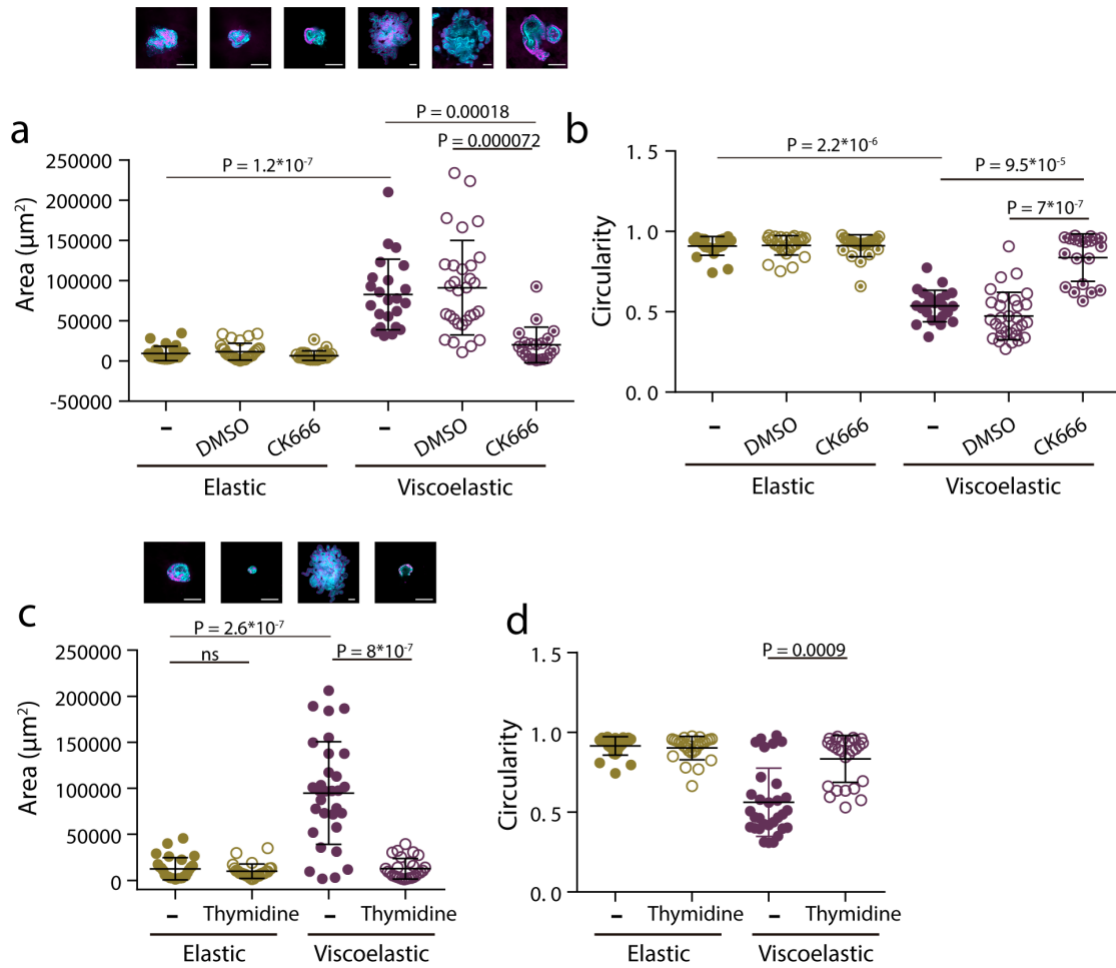 a
P = 0.00018
P = 0.000072
P = 1.2*10⁻⁷
Area (µm²)
250000
200000
150000
100000
50000
0
-50000
–
DMSO
CK666
–
DMSO
CK666
Elastic
Viscoelastic
b
P = 2.2*10⁻⁶
P = 9.5*10⁻⁵
P = 7*10⁻⁷
Circularity
1.5
1.0
0.5
0.0
–
DMSO
CK666
–
DMSO
CK666
Elastic
Viscoelastic
c
P = 2.6*10⁻⁷
ns
P = 8*10⁻⁷
Area (µm²)
250000
200000
150000
100000
50000
0
–
Thymidine
–
Thymidine
Elastic
Viscoelastic
d
P = 0.0009
Circularity
1.5
1.0
0.5
0.0
–
Thymidine
–
Thymidine
Elastic
Viscoelastic